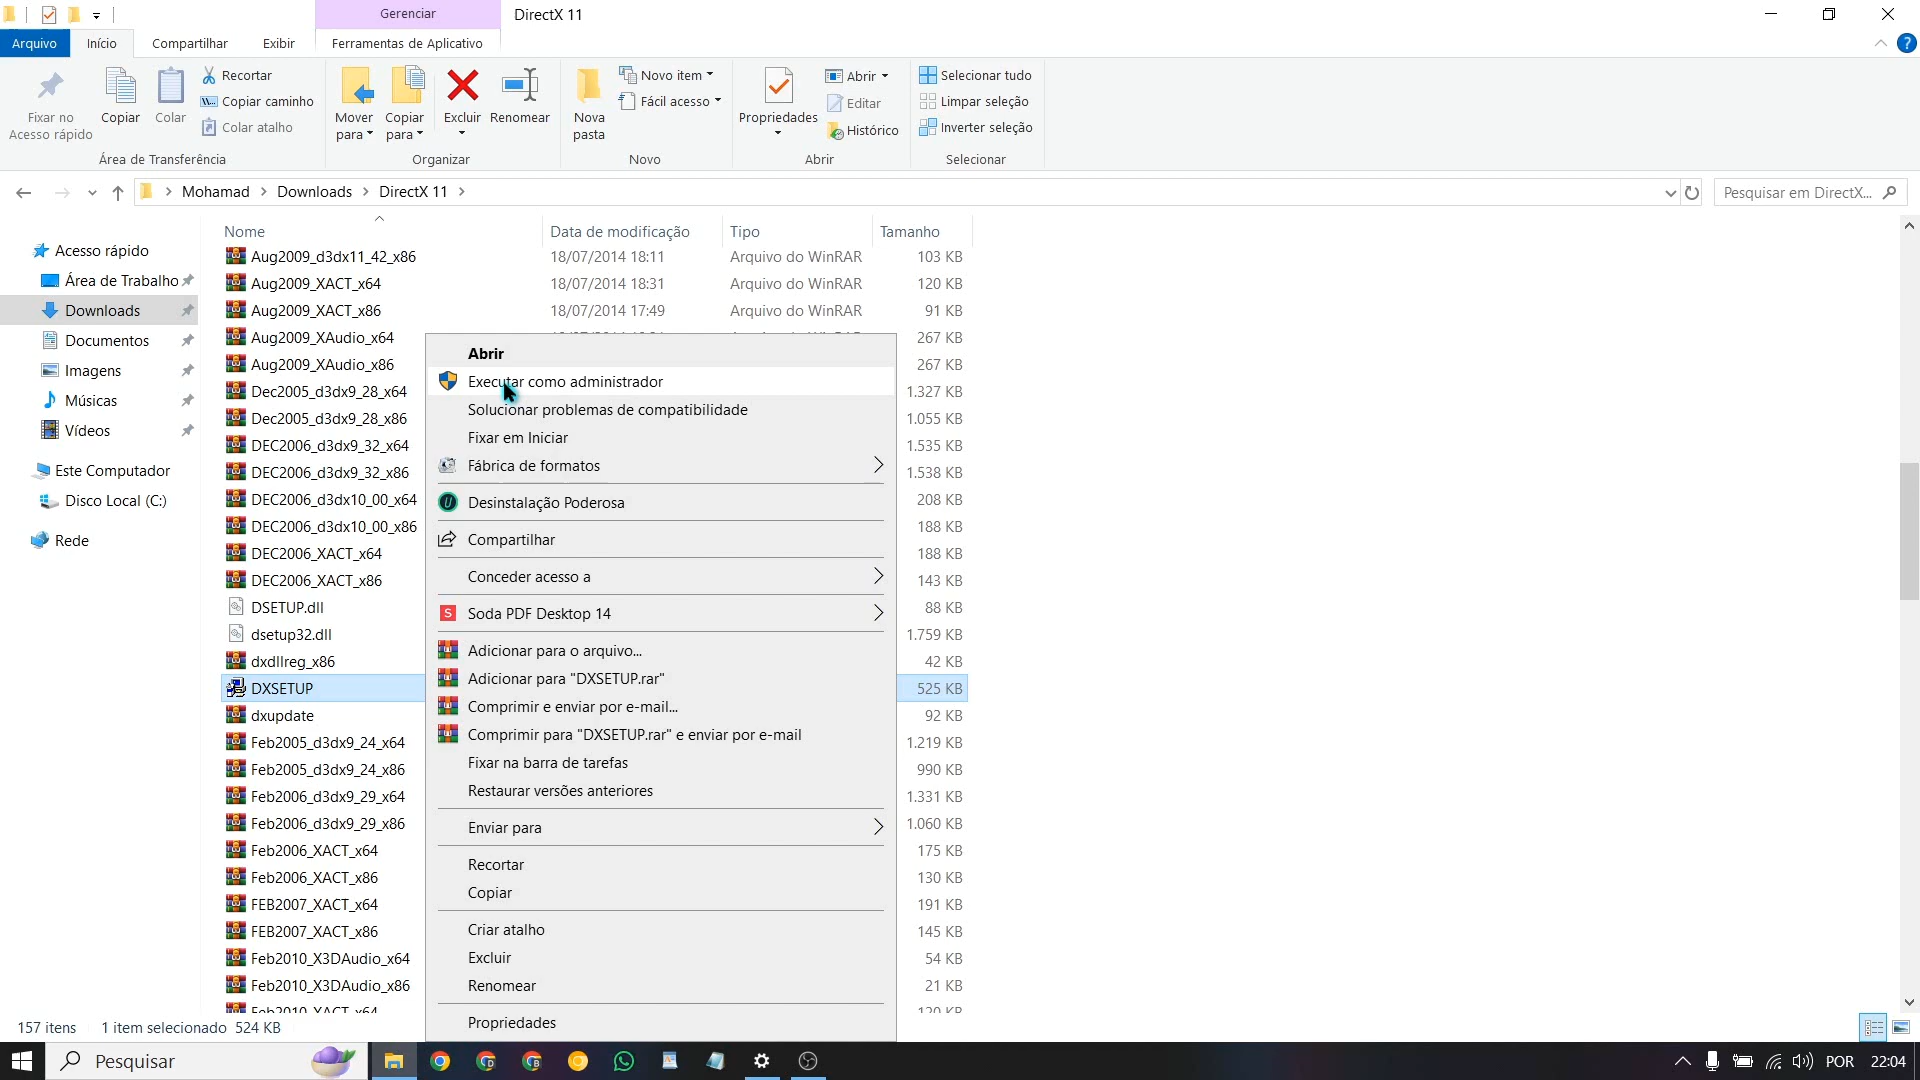 Gerenciar
DirectX 11
Arquivo
Início
Compartilhar
Exibir
Ferramentas de Aplicativo
Fixar no
Acesso rápido
Copiar
Colar
Recortar
Copiar caminho
Colar atalho
Área de Transferência
Mover
para
Copiar
para
Excluir
Renomear
Organizar
Nova
pasta
Novo item
Fácil acesso
Novo
Propriedades
Abrir
Editar
Histórico
Abrir
Selecionar tudo
Limpar seleção
Inverter seleção
Selecionar
Mohamad > Downloads > DirectX 11 >
Pesquisar em DirectX...
Acesso rápido
Área de Trabalho
Downloads
Documentos
Imagens
Músicas
Vídeos
Este Computador
Disco Local (C:)
Rede
Nome Data de modificação Tipo Tamanho
Aug2009_d3dx11_42_x86 18/07/2014 18:11 Arquivo do WinRAR 103 KB
Aug2009_XACT_x64 18/07/2014 18:31 Arquivo do WinRAR 120 KB
Aug2009_XACT_x86 18/07/2014 17:49 Arquivo do WinRAR 91 KB
Aug2009_XAudio_x64 267 KB
Aug2009_XAudio_x86 267 KB
Dec2005_d3dx9_28_x64 1.327 KB
Dec2005_d3dx9_28_x86 1.055 KB
DEC2006_d3dx9_32_x64 1.535 KB
DEC2006_d3dx9_32_x86 1.538 KB
DEC2006_d3dx10_00_x64 208 KB
DEC2006_d3dx10_00_x86 188 KB
DEC2006_XACT_x64 188 KB
DEC2006_XACT_x86 143 KB
DSETUP.dll 88 KB
dsetup32.dll 1.759 KB
dxdllreg_x86 42 KB
DXSETUP 525 KB
dxupdate 92 KB
Feb2005_d3dx9_24_x64 1.219 KB
Feb2005_d3dx9_24_x86 990 KB
Feb2006_d3dx9_29_x64 1.331 KB
Feb2006_d3dx9_29_x86 1.060 KB
Feb2006_XACT_x64 175 KB
Feb2006_XACT_x86 130 KB
FEB2007_XACT_x64 191 KB
FEB2007_XACT_x86 145 KB
Feb2010_X3DAudio_x64 54 KB
Feb2010_X3DAudio_x86 21 KB
Feb2010_XACT_x64 120 KB
Abrir
Executar como administrador
Solucionar problemas de compatibilidade
Fixar em Iniciar
Fábrica de formatos
Desinstalação Poderosa
Compartilhar
Conceder acesso a
Soda PDF Desktop 14
Adicionar para o arquivo...
Adicionar para "DXSETUP.rar"
Comprimir e enviar por e-mail...
Comprimir para "DXSETUP.rar" e enviar por e-mail
Fixar na barra de tarefas
Restaurar versões anteriores
Enviar para
Recortar
Copiar
Criar atalho
Excluir
Renomear
Propriedades
157 itens 1 item selecionado 524 KB
Pesquisar
POR 22:04